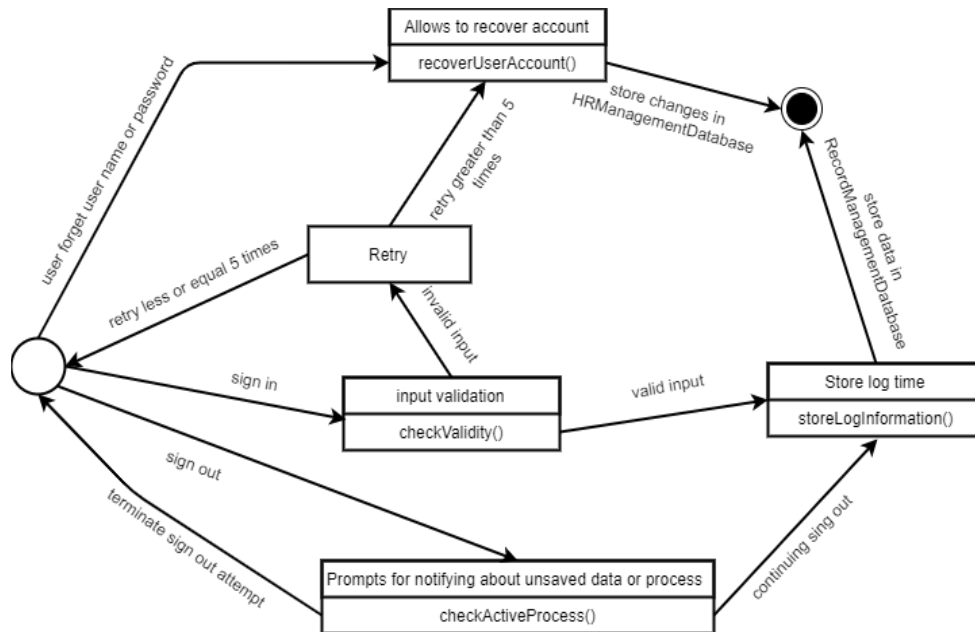 Allows to recover account
recoverUserAccount()
user forget user name or password
store changes in
HRManagementDatabase
retry greater than 5
times
Retry
retry less or equal 5 times
invalid input
store data in
RecordManagementDatabase
sign in
input validation
checkValidity()
valid input
Store log time
storeLogInformation()
sign out
terminate sign out attempt
continuing sing out
Prompts for notifying about unsaved data or process
checkActiveProcess()